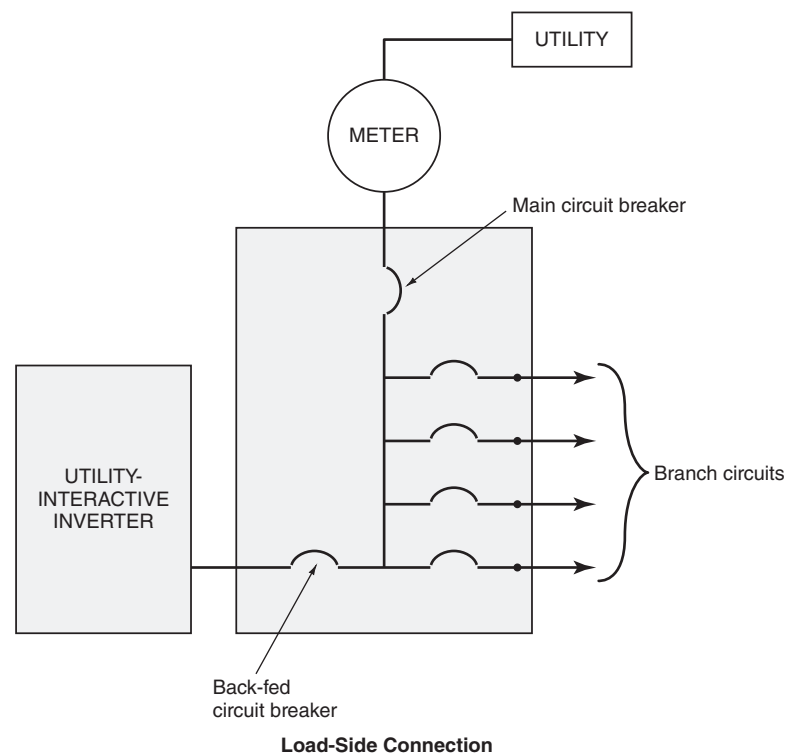 UTILITY
METER
Main circuit breaker
UTILITY-
INTERACTIVE
INVERTER
Branch circuits
Back-fed
circuit breaker
Load-Side Connection